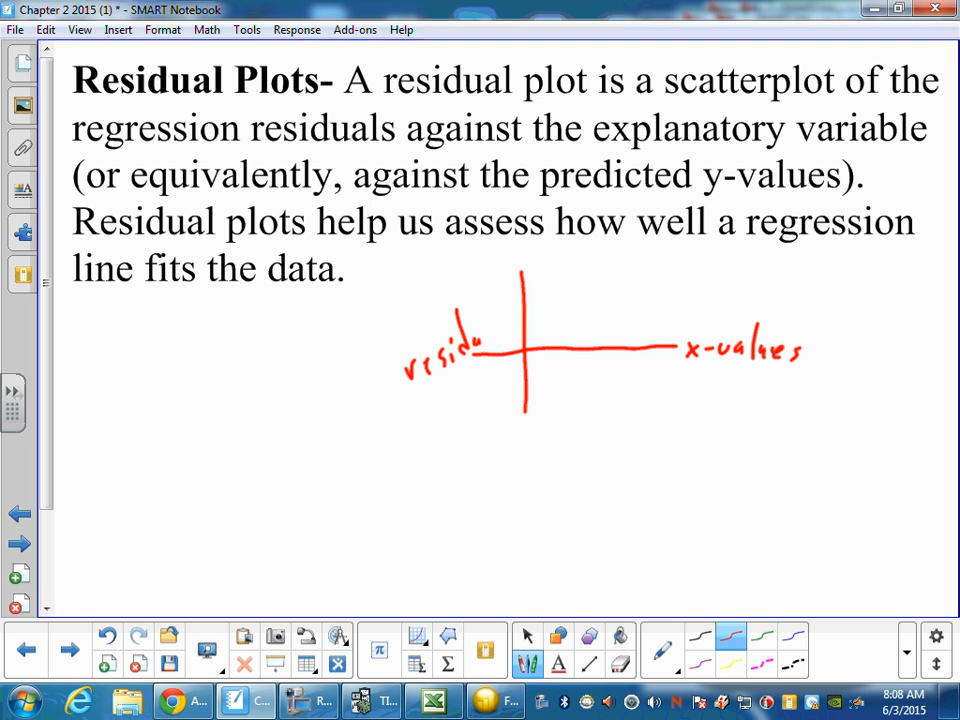 Chapter 2 2015 (1) * - SMART Notebook
File Edit View Insert Format Math Tools Response Add-ons Help
Residual Plots- A residual plot is a scatterplot of the
regression residuals against the explanatory variable
(or equivalently, against the predicted y-values).
Residual plots help us assess how well a regression
line fits the data.
residu
x-values
π
Σ
A
A...
C...
R...
TI...
F...
8:08 AM
6/3/2015